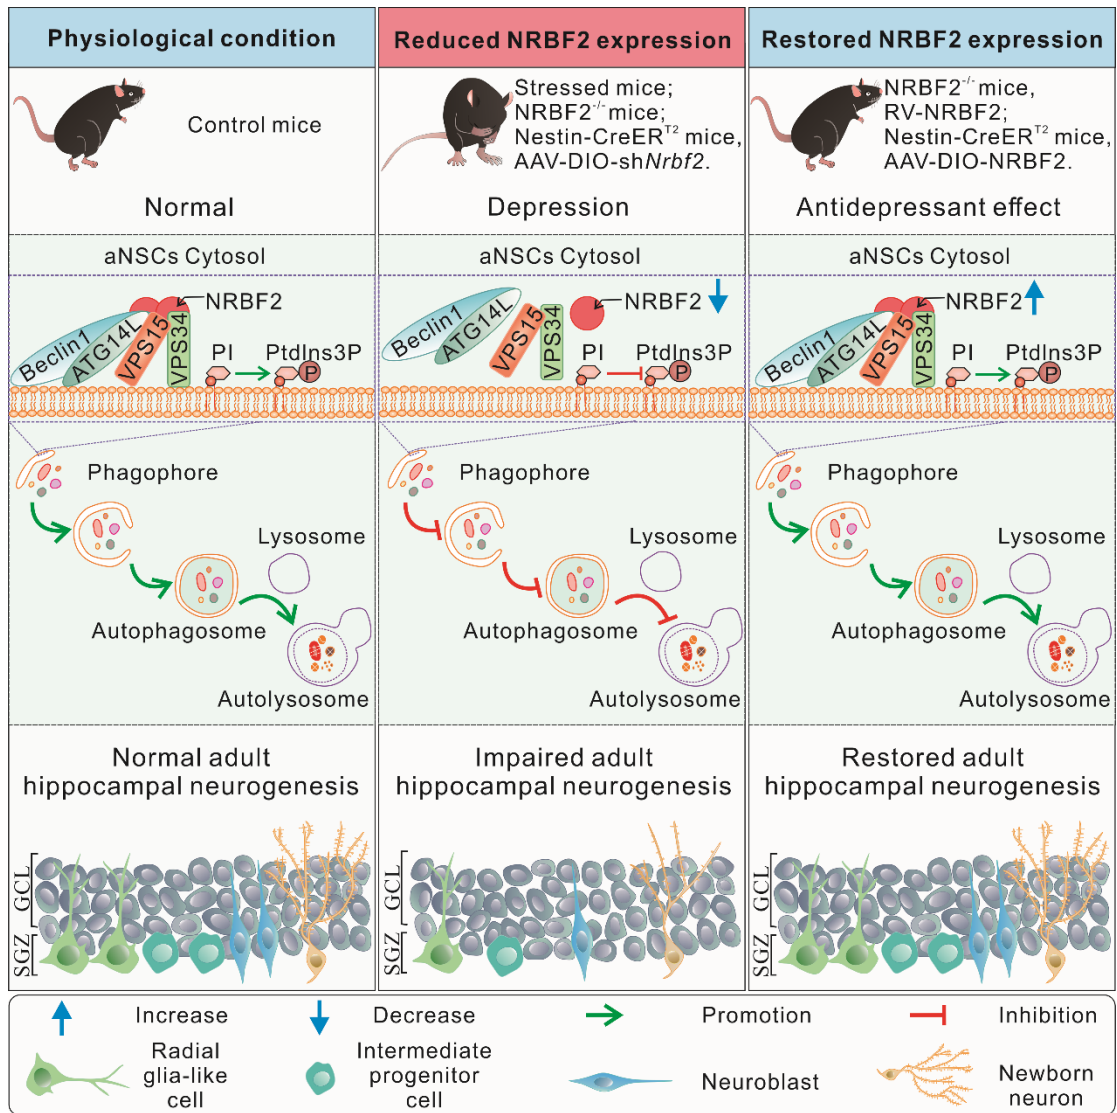 Physiological condition
Reduced NRBF2 expression
Restored NRBF2 expression
Control mice
Normal
Stressed mice;
NRBF2⁻/⁻ mice;
Nestin-CreERᵀ² mice,
AAV-DIO-shNrbf2.
Depression
NRBF2⁻/⁻ mice,
RV-NRBF2;
Nestin-CreERᵀ² mice,
AAV-DIO-NRBF2.
Antidepressant effect
aNSCs Cytosol
NRBF2
Beclin1
ATG14L
VPS15
VPS34
PI
PtdIns3P
P
Phagophore
Lysosome
Autophagosome
Autolysosome
aNSCs Cytosol
NRBF2
Beclin1
ATG14L
VPS15
VPS34
PI
PtdIns3P
P
Phagophore
Lysosome
Autophagosome
Autolysosome
aNSCs Cytosol
NRBF2
Beclin1
ATG14L
VPS15
VPS34
PI
PtdIns3P
P
Phagophore
Lysosome
Autophagosome
Autolysosome
Normal adult
hippocampal neurogenesis
GCL
SGZ
Impaired adult
hippocampal neurogenesis
GCL
SGZ
Restored adult
hippocampal neurogenesis
GCL
SGZ
Increase
Decrease
Promotion
Inhibition
Radial
glia-like
cell
Intermediate
progenitor
cell
Neuroblast
Newborn
neuron